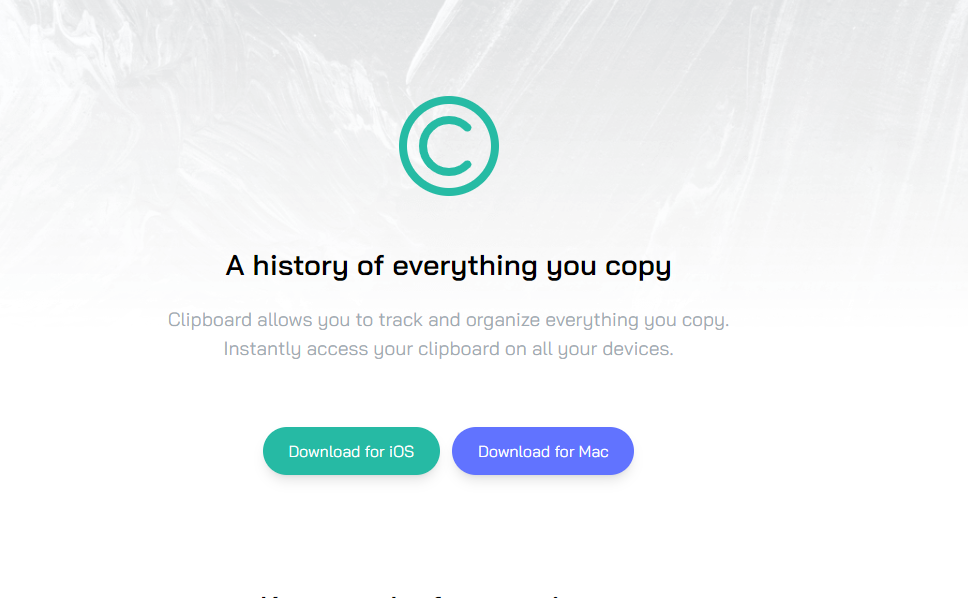 C
A history of everything you copy
Clipboard allows you to track and organize everything you copy.
Instantly access your clipboard on all your devices.
Download for iOS
Download for Mac